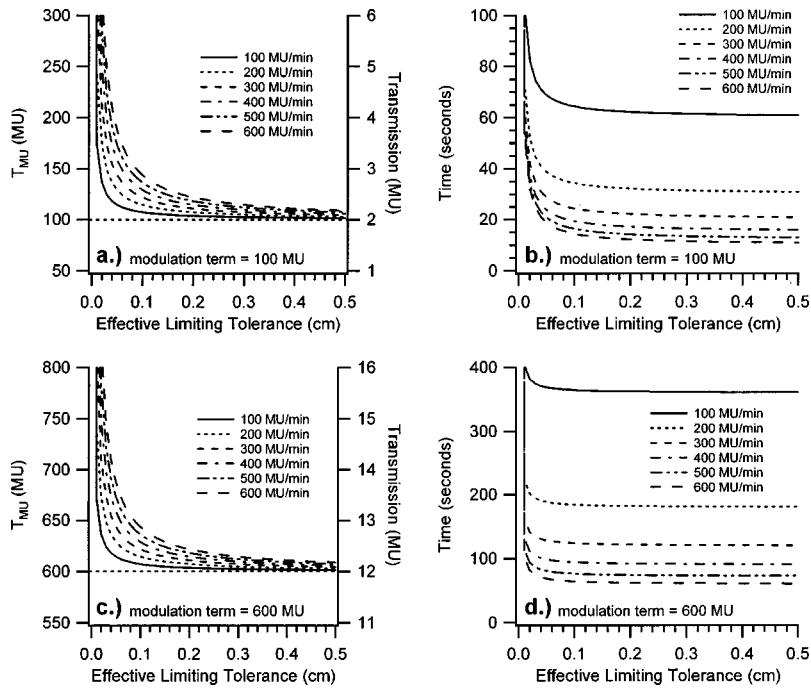 300
250
200
150
100
50
T_MU (MU)
6
5
4
3
2
1
Transmission (MU)
100 MU/min
200 MU/min
300 MU/min
400 MU/min
500 MU/min
600 MU/min
a.) modulation term = 100 MU
0.0 0.1 0.2 0.3 0.4 0.5
Effective Limiting Tolerance (cm)
100
80
60
40
20
0
Time (seconds)
100 MU/min
200 MU/min
300 MU/min
400 MU/min
500 MU/min
600 MU/min
b.) modulation term = 100 MU
0.0 0.1 0.2 0.3 0.4 0.5
Effective Limiting Tolerance (cm)
800
750
700
650
600
550
T_MU (MU)
16
15
14
13
12
11
Transmission (MU)
100 MU/min
200 MU/min
300 MU/min
400 MU/min
500 MU/min
600 MU/min
c.) modulation term = 600 MU
0.0 0.1 0.2 0.3 0.4 0.5
Effective Limiting Tolerance (cm)
400
300
200
100
0
Time (seconds)
100 MU/min
200 MU/min
300 MU/min
400 MU/min
500 MU/min
600 MU/min
d.) modulation term = 600 MU
0.0 0.1 0.2 0.3 0.4 0.5
Effective Limiting Tolerance (cm)